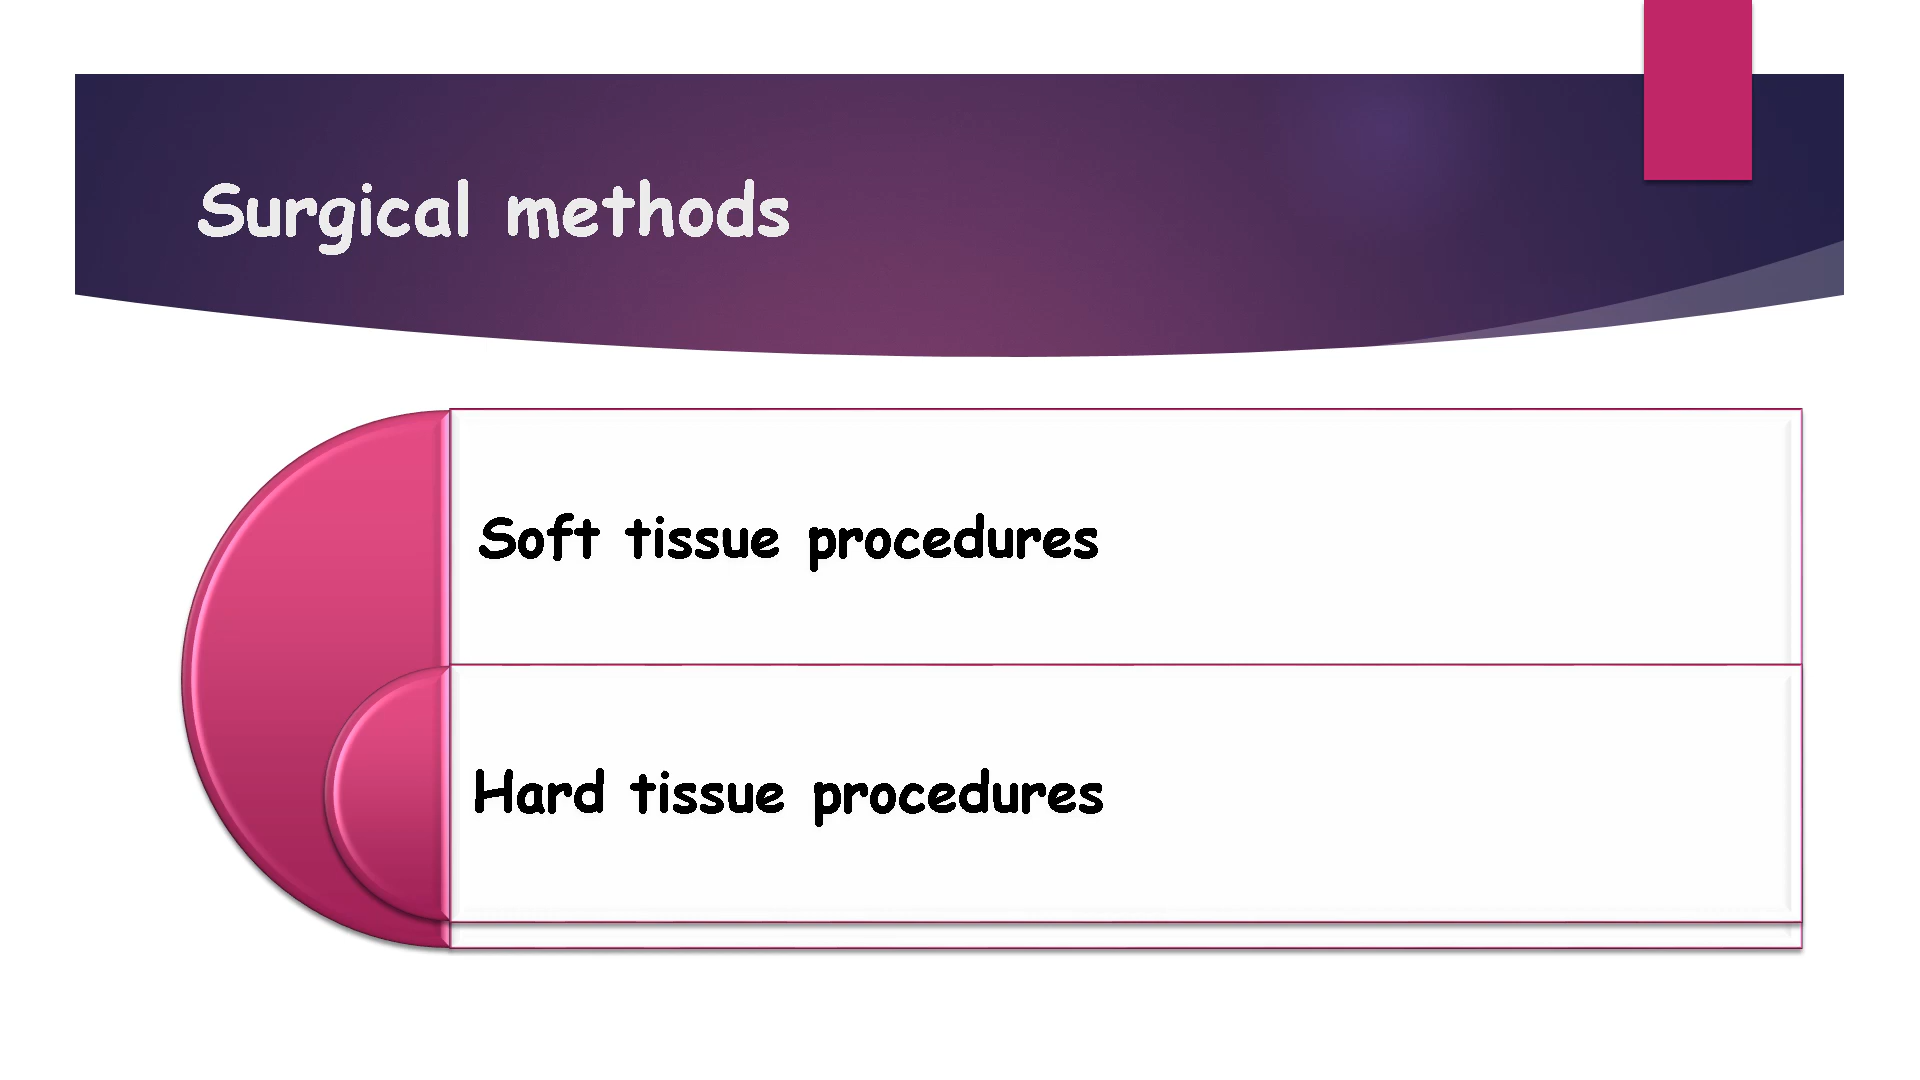 Surgical methods
Soft tissue procedures
Hard tissue procedures